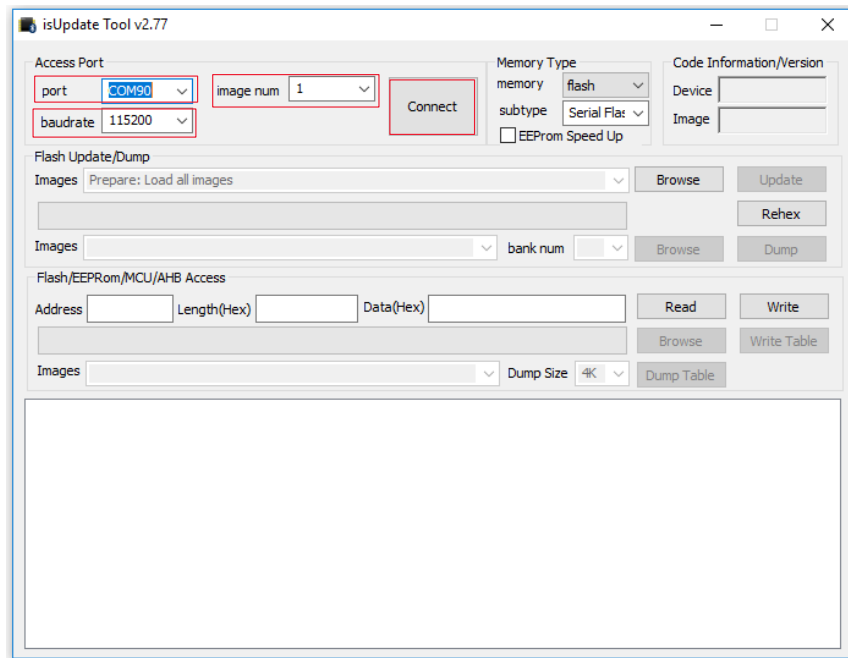 isUpdate Tool v2.77
Access Port
port COM90
image num 1
baudrate 115200
Connect
Memory Type
memory flash
subtype Serial Flas
EEProm Speed Up
Code Information/Version
Device
Image
Flash Update/Dump
Images Prepare: Load all images Browse Update
Rehex
Images bank num Browse Dump
Flash/EEPRom/MCU/AHB Access
Address Length(Hex) Data(Hex) Read Write
Browse Write Table
Images Dump Size 4K Dump Table